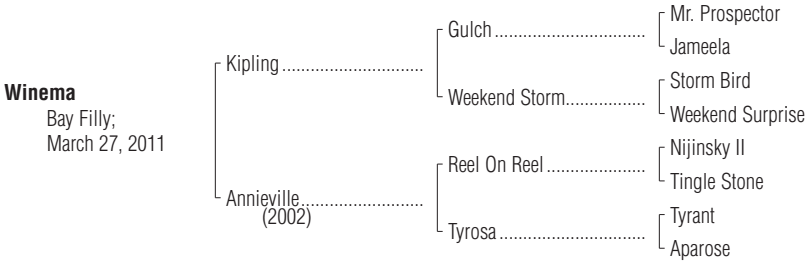 Mr. Prospector
Gulch ................................
Jameela
Kipling ..............................
Storm Bird
Weekend Storm.................
Weekend Surprise
Winema
Bay Filly;
March 27, 2011
Nijinsky II
Reel On Reel .....................
Tingle Stone
Annieville..........................
(2002)
Tyrant
Tyrosa ...............................
Aparose